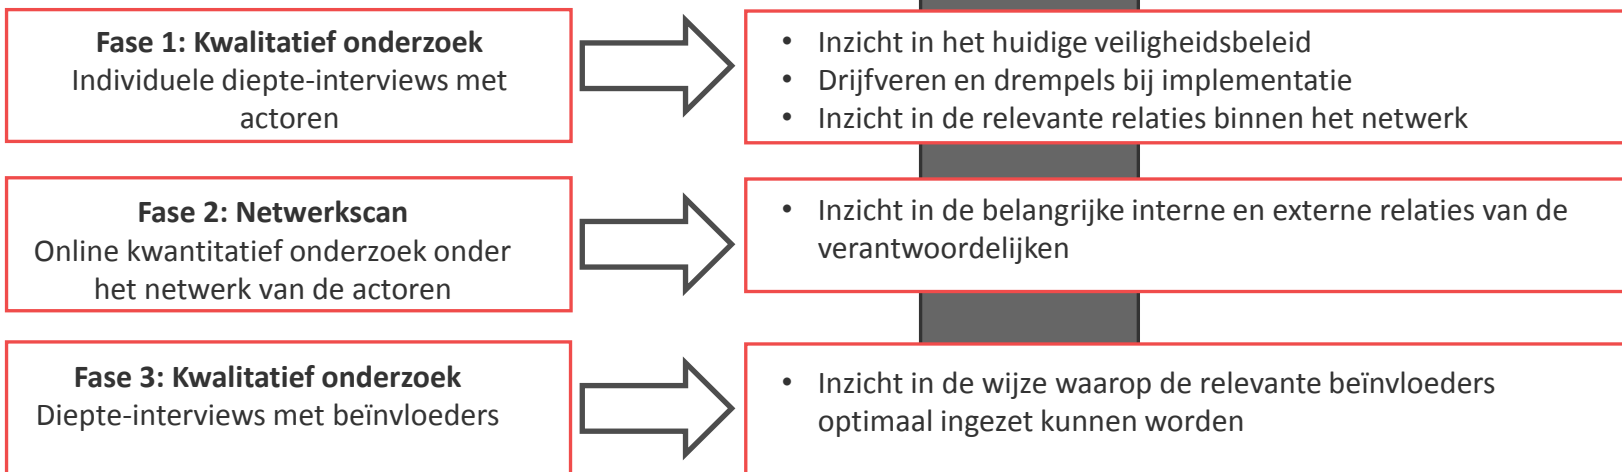 Fase 1: Kwalitatief onderzoek
Individuele diepte-interviews met
actoren
• Inzicht in het huidige veiligheidsbeleid
• Drijfveren en drempels bij implementatie
• Inzicht in de relevante relaties binnen het netwerk
Fase 2: Netwerkscan
Online kwantitatief onderzoek onder
het netwerk van de actoren
• Inzicht in de belangrijke interne en externe relaties van de
verantwoordelijken
Fase 3: Kwalitatief onderzoek
Diepte-interviews met beïnvloeders
• Inzicht in de wijze waarop de relevante beïnvloeders
optimaal ingezet kunnen worden